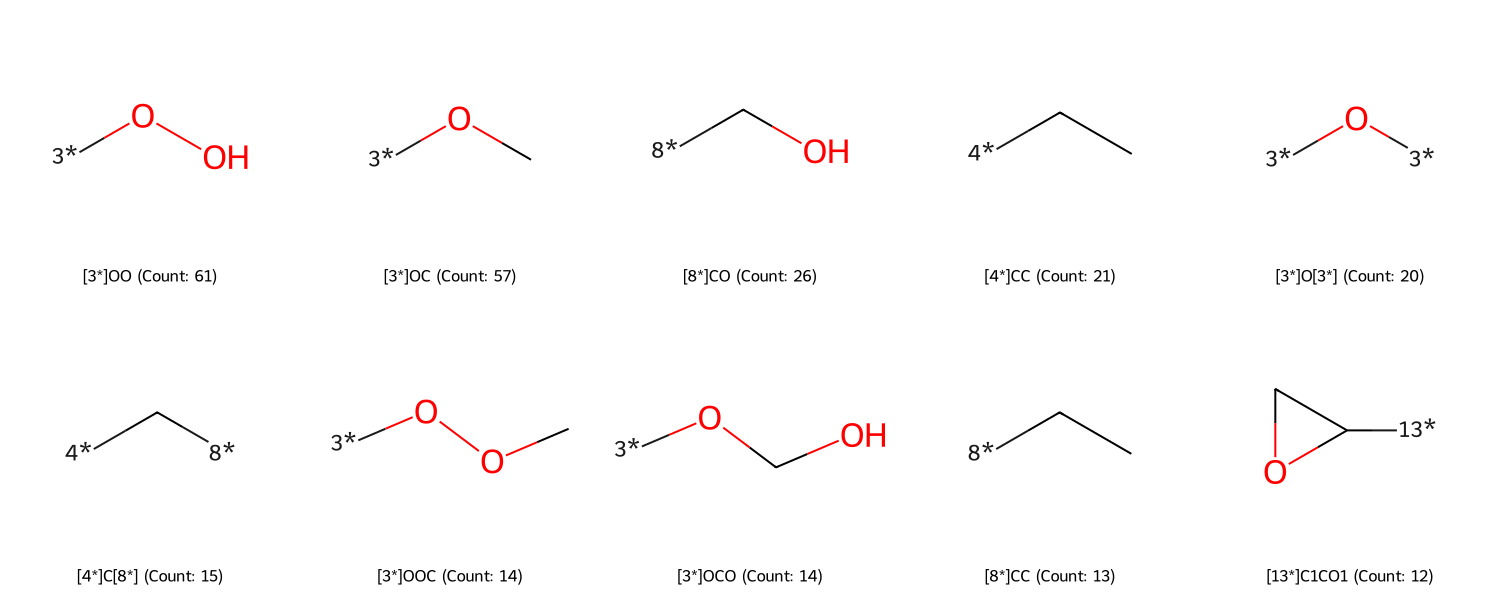 3* O OH
3* O
8* OH
4*
3* O 3*
[3*]OO (Count: 61)
[3*]OC (Count: 57)
[8*]CO (Count: 26)
[4*]CC (Count: 21)
[3*]O[3*] (Count: 20)
4* 8*
3* O O
3* O OH
8*
O 13*
[4*]C[8*] (Count: 15)
[3*]OOC (Count: 14)
[3*]OCO (Count: 14)
[8*]CC (Count: 13)
[13*]C1CO1 (Count: 12)